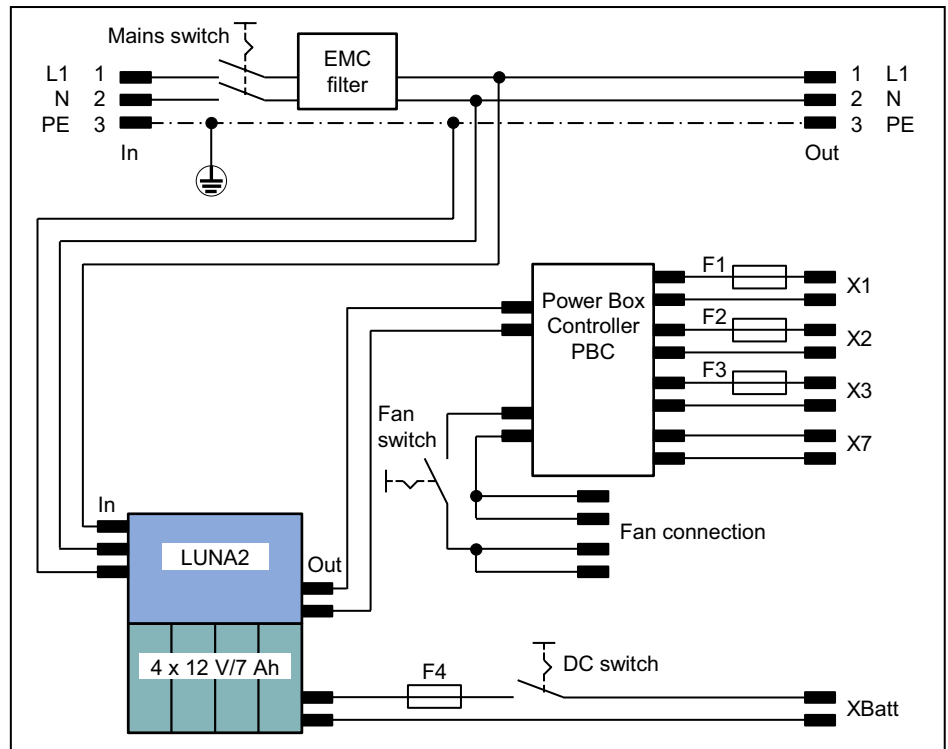 Mains switch
EMC
filter
L1 1
1 L1
N 2
2 N
PE 3
3 PE
In
Out
Power Box
Controller
PBC
F1
X1
F2
X2
F3
X3
X7
Fan
switch
Fan connection
In
LUNA2
Out
4 x 12 V/7 Ah
F4
DC switch
XBatt